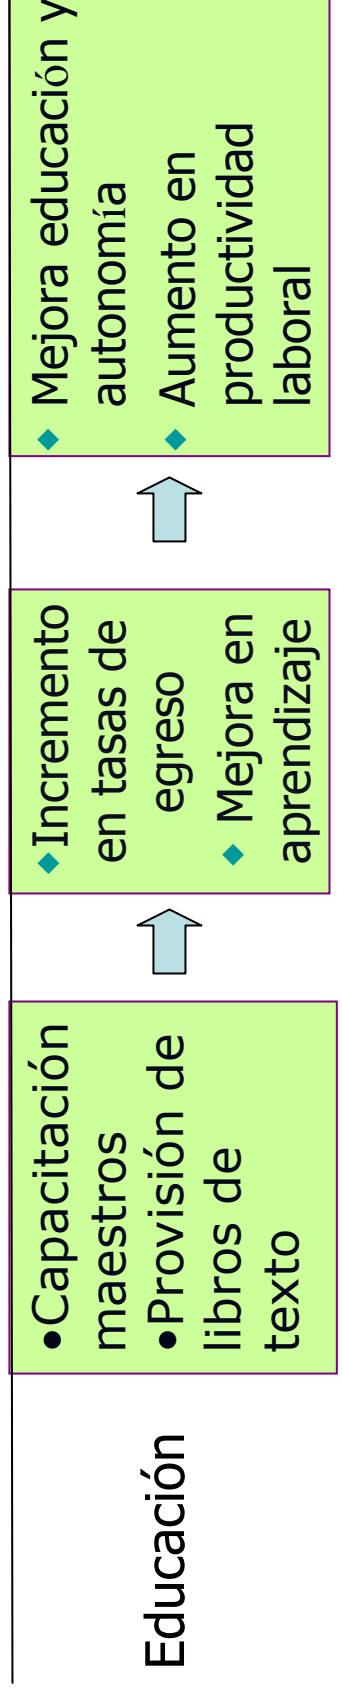 Educación
•Capacitación
maestros
•Provisión de
libros de
texto
◆Incremento
en tasas de
egreso
◆ Mejora en
aprendizaje
◆ Mejora educación y
autonomía
◆ Aumento en
productividad
laboral